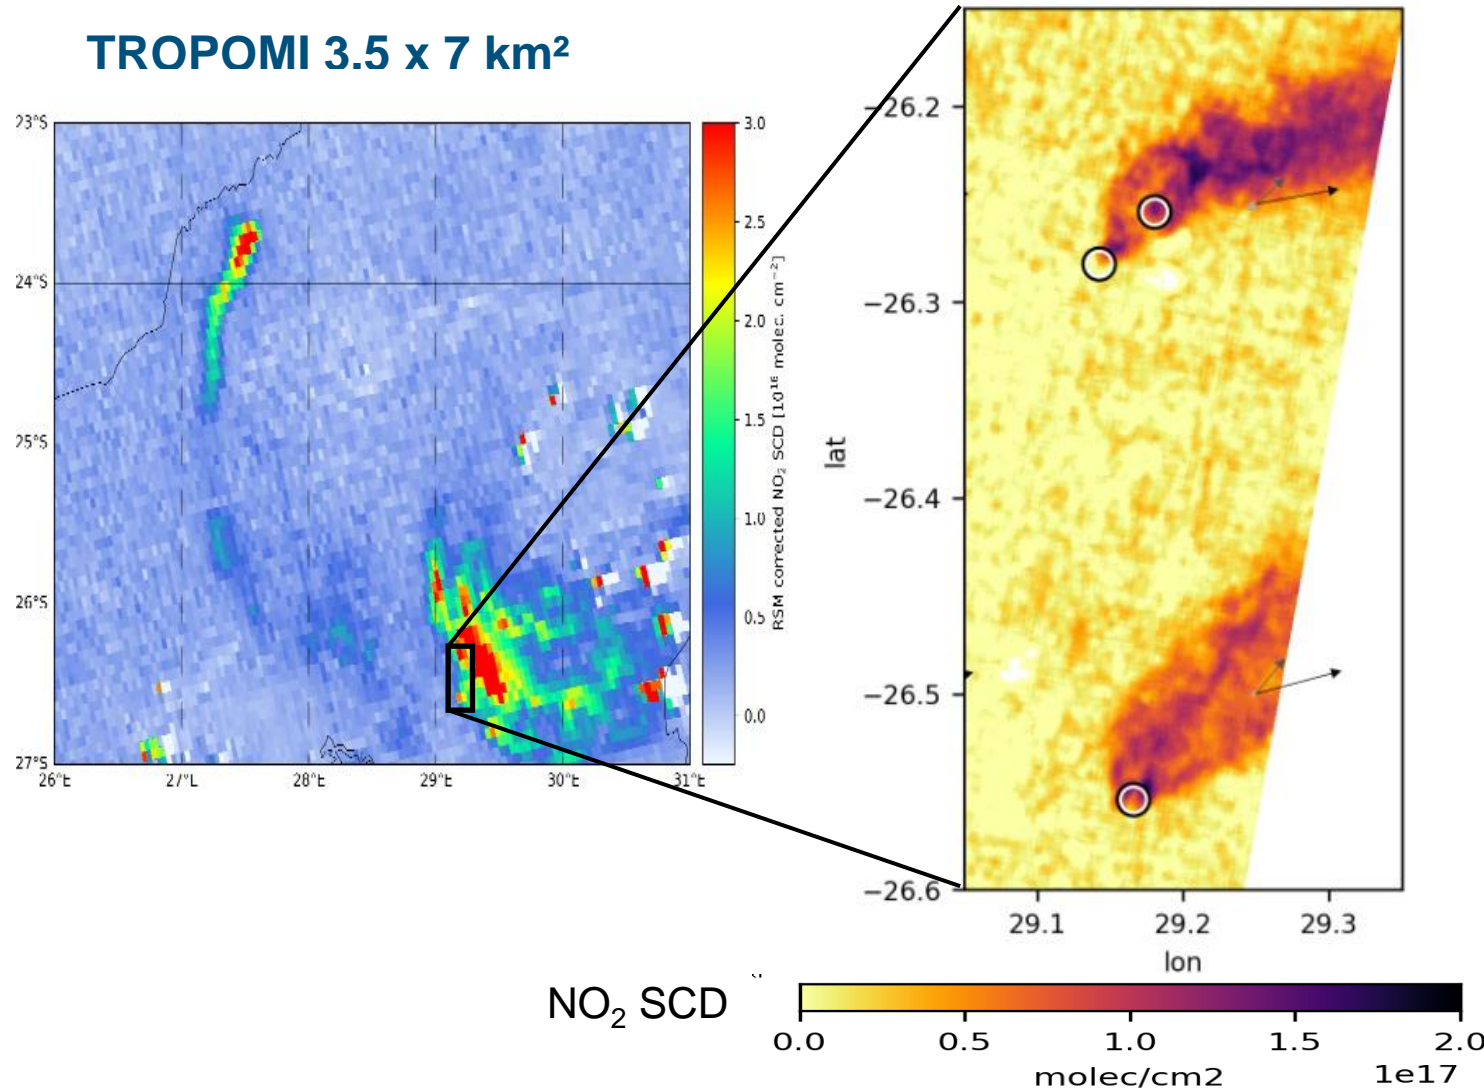 TROPOMI 3.5 x 7 km²
23°S
24°S
25°S
26°S
27°S
26°E
27°E
28°E
29°E
30°E
31°E
3.0
2.5
2.0
1.5
1.0
0.5
0.0
RSM corrected NO₂ SCD [10¹⁶ molec. cm⁻²]
−26.2
−26.3
−26.4
−26.5
−26.6
lat
29.1
29.2
29.3
lon
NO₂ SCD
0.0
0.5
1.0
1.5
2.0
molec/cm2
1e17